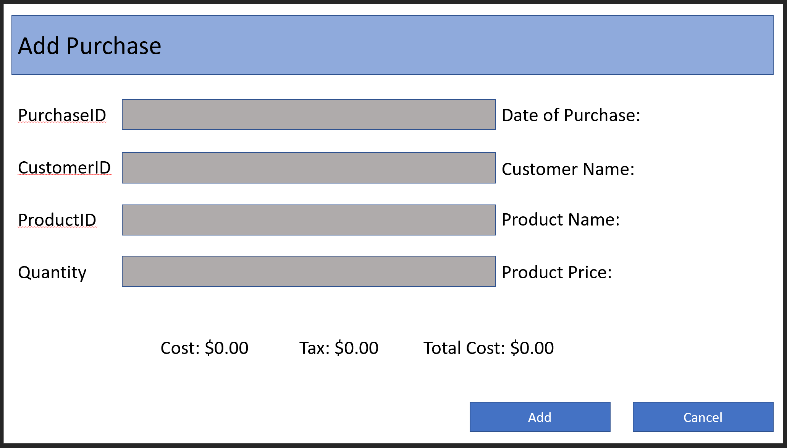 Add Purchase
PurchaseID Date of Purchase:
CustomerID Customer Name:
ProductID Product Name:
Quantity Product Price:
Cost: $0.00 Tax: $0.00 Total Cost: $0.00
Add Cancel